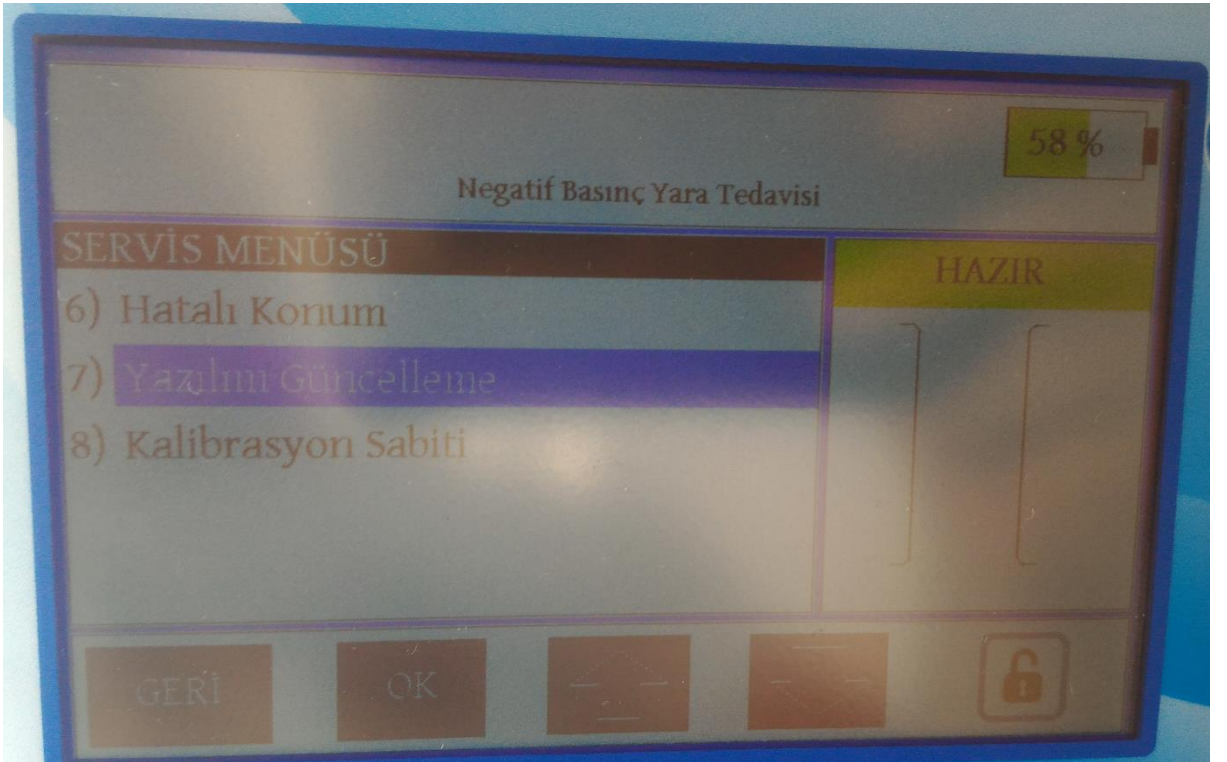 58 %
Negatif Basınç Yara Tedavisi
SERVİS MENÜSÜ
HAZIR
6) Hatalı Konum
7) Yazılım Güncelleme
8) Kalibrasyon Sabiti
GERİ
OK